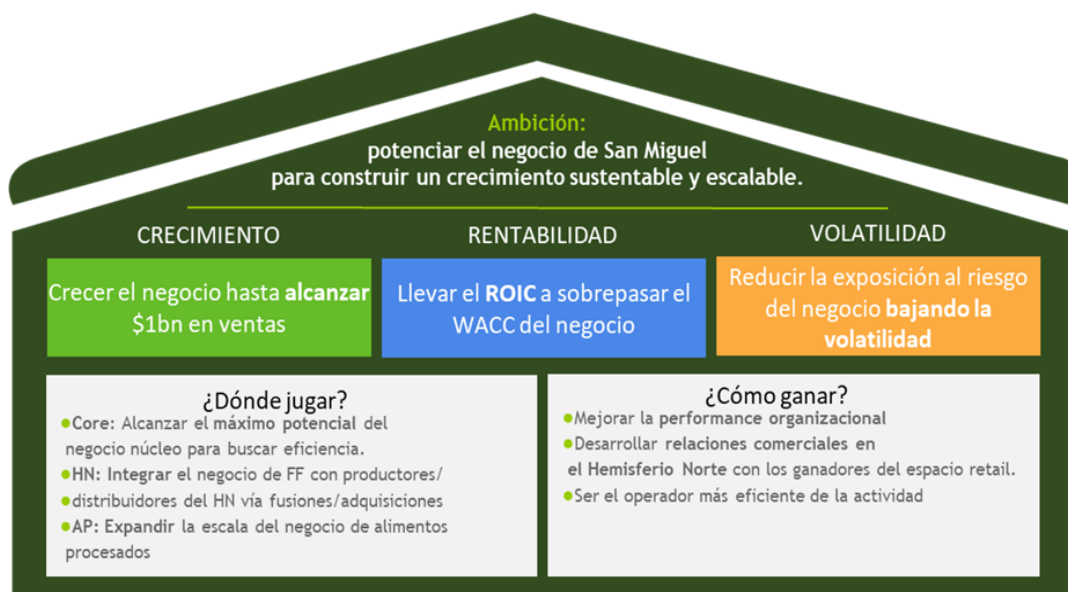 Ambición:
potenciar el negocio de San Miguel
para construir un crecimiento sustentable y escalable.
CRECIMIENTO
RENTABILIDAD
VOLATILIDAD
Crecer el negocio hasta alcanzar
$1bn en ventas
Llevar el ROIC a sobrepasar el
WACC del negocio
Reducir la exposición al riesgo
del negocio bajando la
volatilidad
¿Dónde jugar?
●Core: Alcanzar el máximo potencial del
negocio núcleo para buscar eficiencia.
●HN: Integrar el negocio de FF con productores/
●distribuidores del HN vía fusiones/adquisiciones
●AP: Expandir la escala del negocio de alimentos
procesados
¿Cómo ganar?
●Mejorar la performance organizacional
●Desarrollar relaciones comerciales en
el Hemisferio Norte con los ganadores del espacio retail.
●Ser el operador más eficiente de la actividad